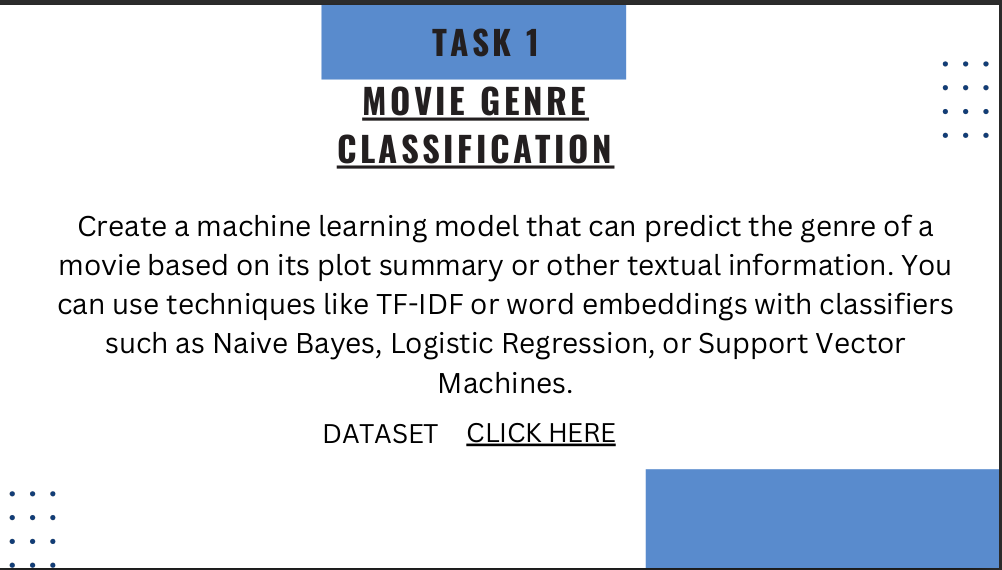 TASK 1
MOVIE GENRE
CLASSIFICATION
Create a machine learning model that can predict the genre of a
movie based on its plot summary or other textual information. You
can use techniques like TF-IDF or word embeddings with classifiers
such as Naive Bayes, Logistic Regression, or Support Vector
Machines.
DATASET CLICK HERE